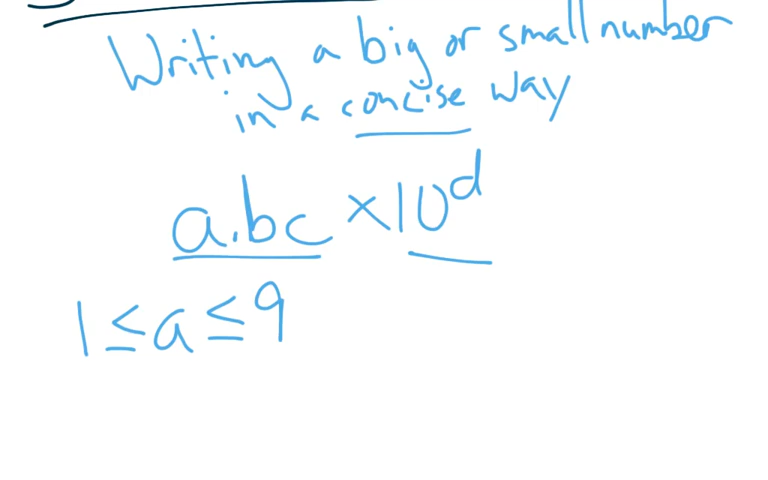 Writing a big or small number
in a concise way
a.bc ×10^d
1 ≤ a ≤ 9